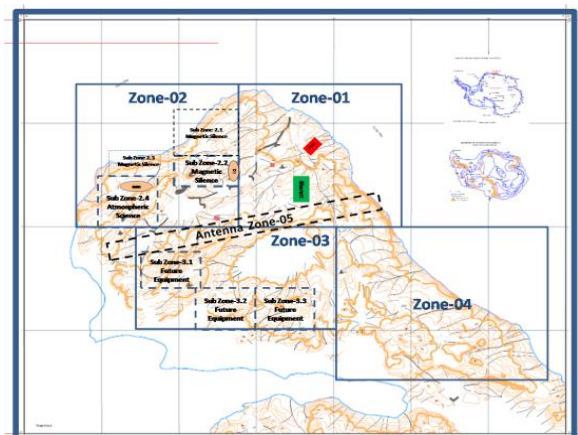 Zone-02
Zone-01
Sub Zone-2.1
Magnetic Silence
Sub Zone-2.3
Magnetic Silence
Sub Zone-2.2
Magnetic
Silence
Sub Zone-2.4
Atmospheric
Science
Bharati
Antenna Zone-05
Zone-03
Sub Zone-3.1
Future
Equipment
Sub Zone-3.2
Future
Equipment
Sub Zone-3.3
Future
Equipment
Zone-04